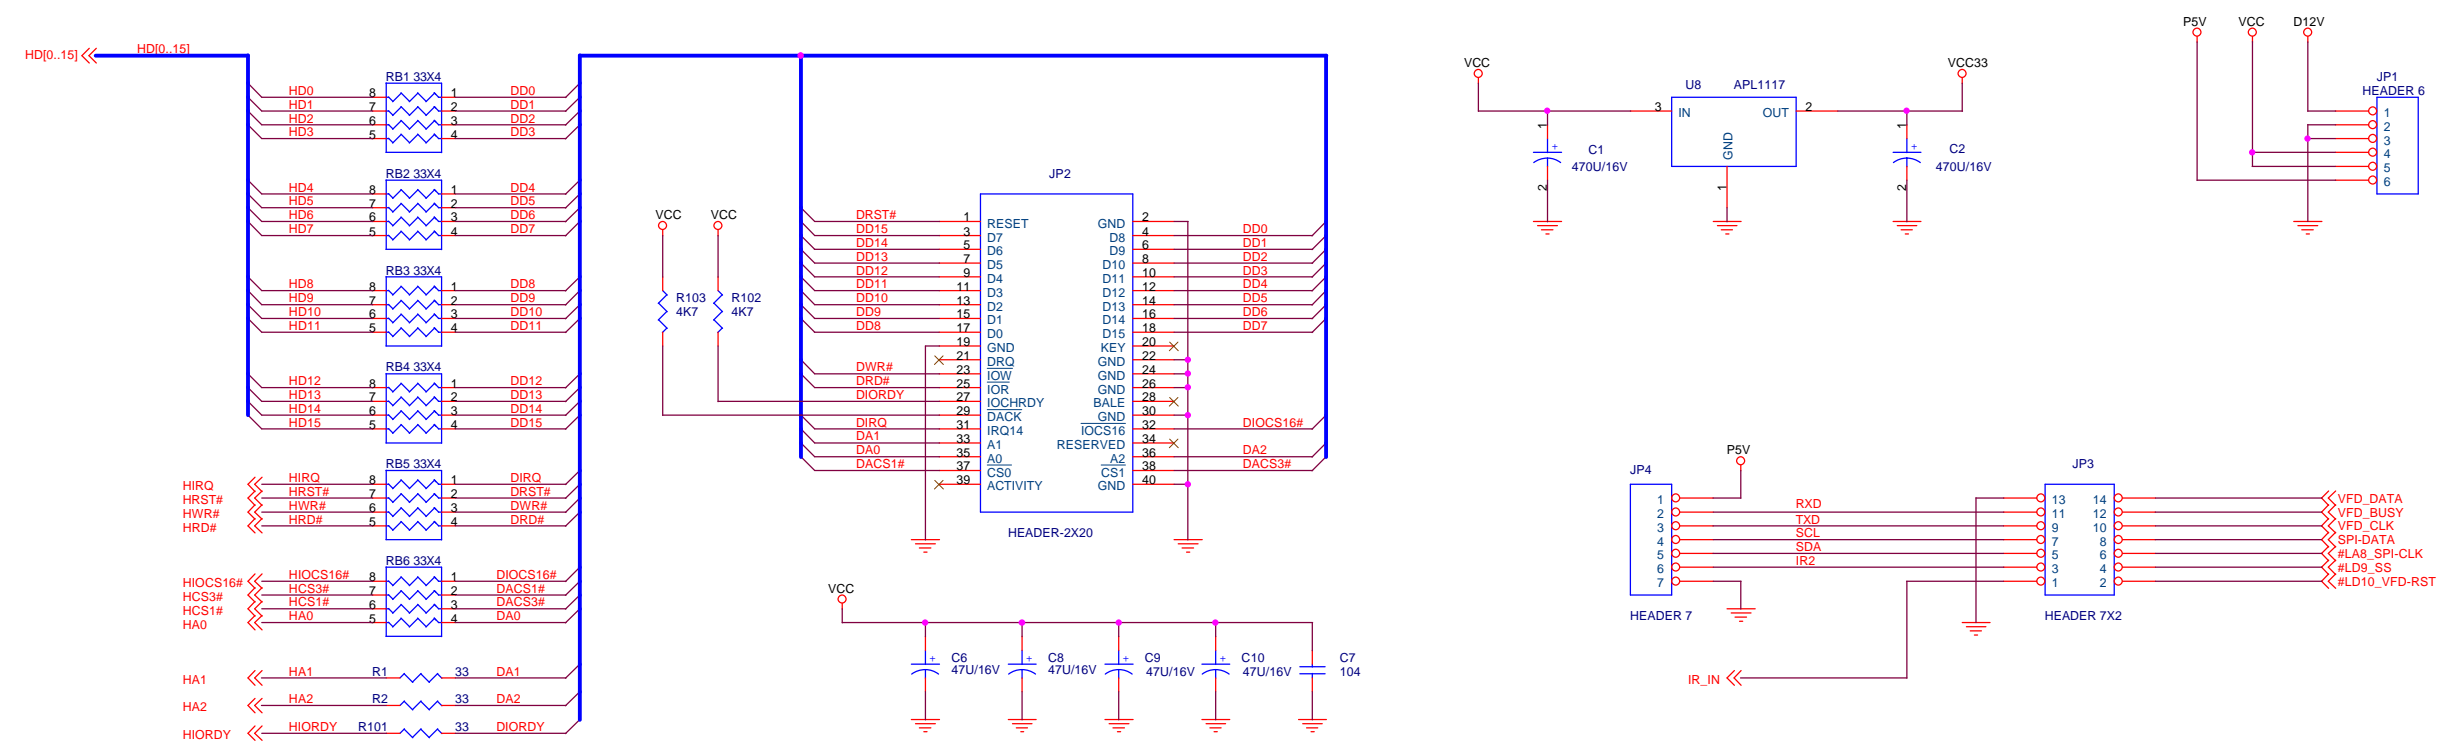 HD[0..15]
HD[0..15]
RB1 33X4
HD0 8 1 DD0
HD1 7 2 DD1
HD2 6 3 DD2
HD3 5 4 DD3
RB2 33X4
HD4 8 1 DD4
HD5 7 2 DD5
HD6 6 3 DD6
HD7 5 4 DD7
RB3 33X4
HD8 8 1 DD8
HD9 7 2 DD9
HD10 6 3 DD10
HD11 5 4 DD11
RB4 33X4
HD12 8 1 DD12
HD13 7 2 DD13
HD14 6 3 DD14
HD15 5 4 DD15
RB5 33X4
HIRQ HIRQ 8 1 DIRQ
HRST# HRST# 7 2 DRST#
HWR# HWR# 6 3 DWR#
HRD# HRD# 5 4 DRD#
RB6 33X4
HIOCS16# HIOCS16# 8 1 DIOCS16#
HCS3# HCS3# 7 2 DACS1#
HCS1# HCS1# 6 3 DACS3#
HA0 HA0 5 4 DA0
HA1 HA1 R1 33 DA1
HA2 HA2 R2 33 DA2
HIORDY HIORDY R101 33 DIORDY
VCC VCC
R103 R102
4K7 4K7
JP2
DRST# 1 RESET GND 2
DD15 3 D7 D8 4 DD0
DD14 5 D6 D9 6 DD1
DD13 7 D5 D10 8 DD2
DD12 9 D4 D11 10 DD3
DD11 11 D3 D12 12 DD4
DD10 13 D2 D13 14 DD5
DD9 15 D1 D14 16 DD6
DD8 17 D0 D15 18 DD7
19 GND KEY 20
21 DRQ GND 22
DWR# 23 IOW GND 24
DRD# 25 IOR GND 26
DIORDY 27 IOCHRDY BALE 28
29 DACK GND 30
DIRQ 31 IRQ14 IOCS16 32 DIOCS16#
DA1 33 A1 RESERVED 34
DA0 35 A0 A2 36 DA2
DACS1# 37 CS0 CS1 38 DACS3#
39 ACTIVITY GND 40
HEADER-2X20
VCC
+ C6 47U/16V
+ C8 47U/16V
+ C9 47U/16V
+ C10 47U/16V
C7 104
VCC VCC33
U8 APL1117
3 IN OUT 2
GND
1
1 + C1 470U/16V 2
1 + C2 470U/16V 2
P5V VCC D12V
JP1
HEADER 6
1
2
3
4
5
6
P5V
JP4
1
2 RXD
3 TXD
4 SCL
5 SDA
6 IR2
7
HEADER 7
JP3
13 14 VFD_DATA
11 12 VFD_BUSY
9 10 VFD_CLK
7 8 SPI-DATA
5 6 #LA8_SPI-CLK
3 4 #LD9_SS
1 2 #LD10_VFD-RST
HEADER 7X2
IR_IN